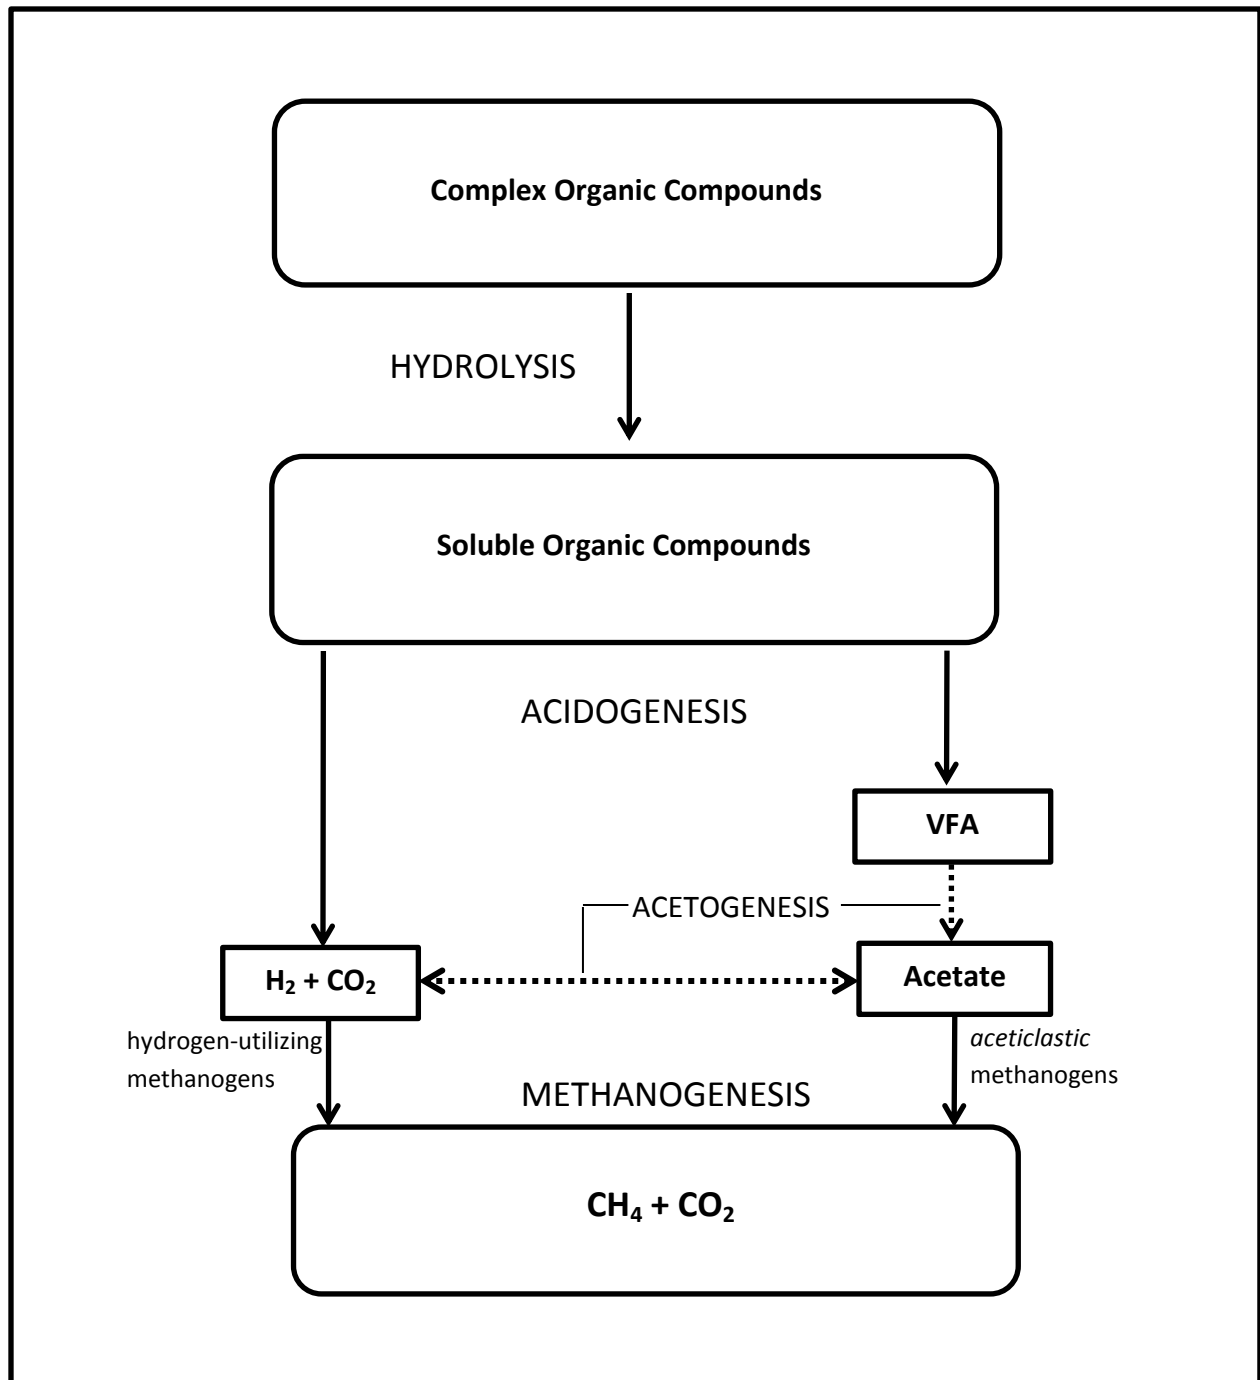 Complex Organic Compounds
HYDROLYSIS
Soluble Organic Compounds
ACIDOGENESIS
VFA
ACETOGENESIS
H₂ + CO₂
Acetate
hydrogen-utilizing
methanogens
aceticlastic
methanogens
METHANOGENESIS
CH₄ + CO₂